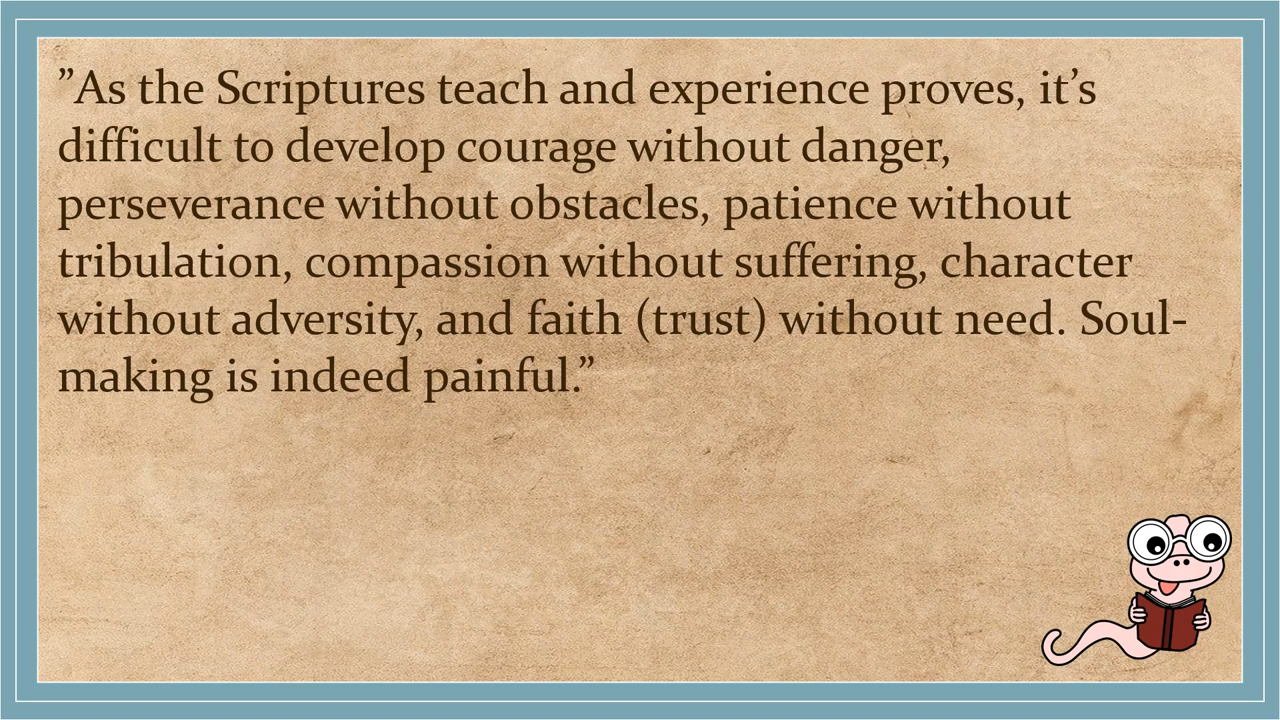 ”As the Scriptures teach and experience proves, it’s
difficult to develop courage without danger,
perseverance without obstacles, patience without
tribulation, compassion without suffering, character
without adversity, and faith (trust) without need. Soul-
making is indeed painful.”